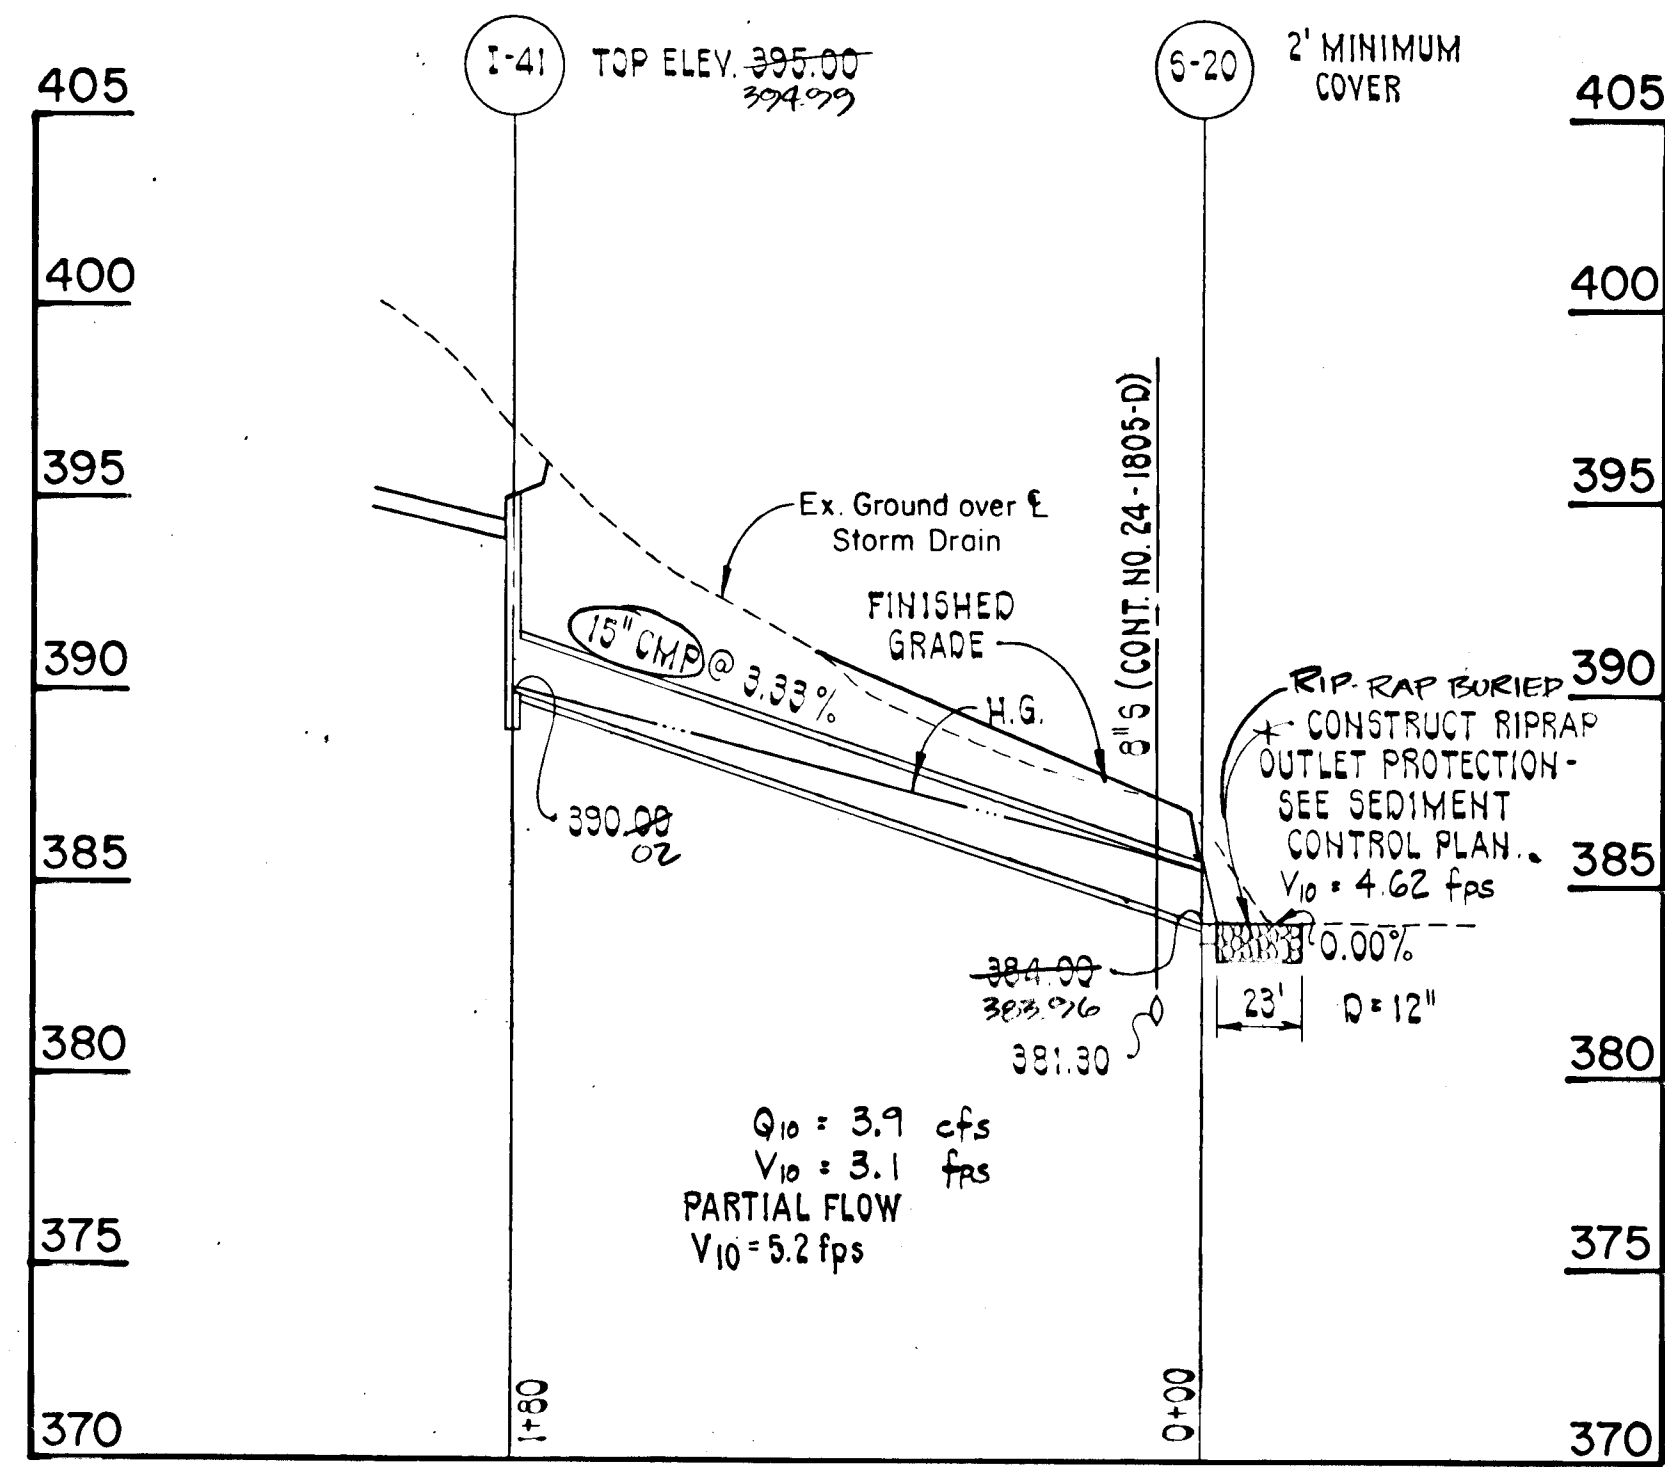 I-41
TOP ELEV. 395.00
394.99
S-20
2' MINIMUM
COVER
405
405
400
400
395
395
390
390
385
385
380
380
375
375
370
370
Ex. Ground over ℄
Storm Drain
FINISHED
GRADE
15" CMP @ 3.33%
H.G.
8" S (CONT. NO. 24-1805-D)
RIP-RAP BURIED
CONSTRUCT RIPRAP
OUTLET PROTECTION-
SEE SEDIMENT
CONTROL PLAN.
V10 = 4.62 fps
0.00%
23'
D = 12"
390.00
02
384.00
383.96
381.30
Q10 = 3.9 cfs
V10 = 3.1 fps
PARTIAL FLOW
V10 = 5.2 fps
1+80
0+00